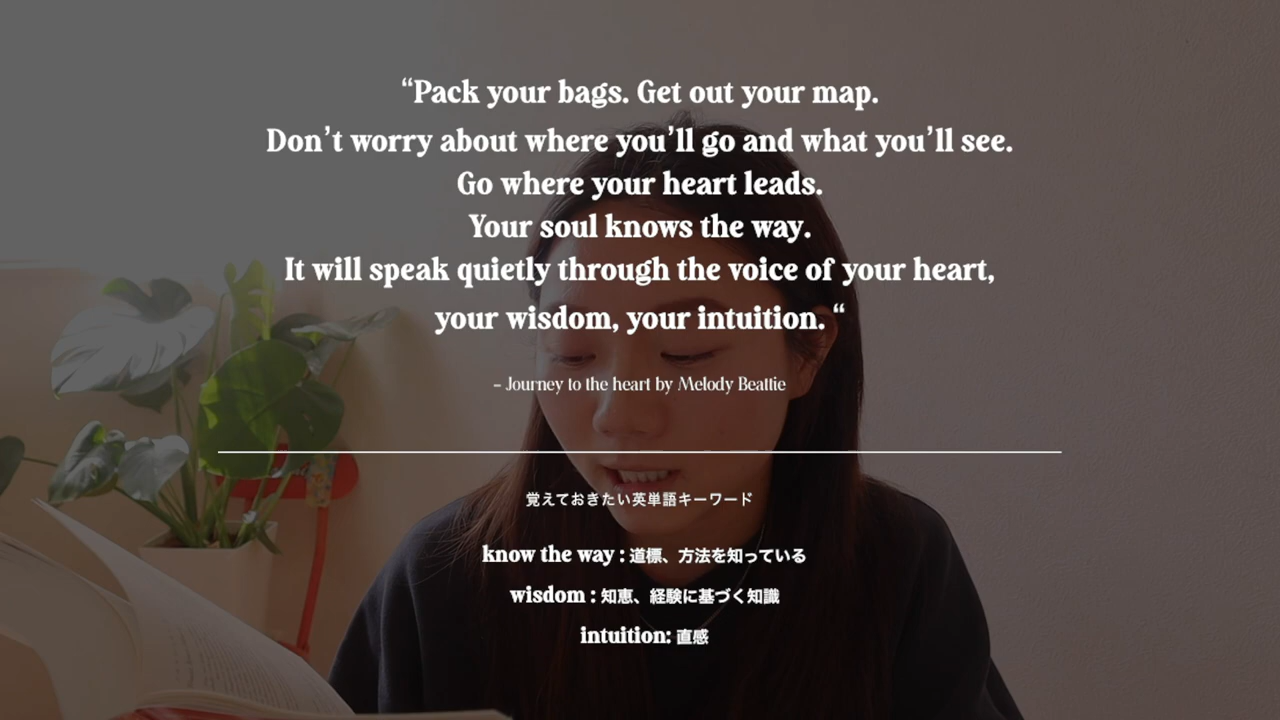 “Pack your bags. Get out your map.
Don’t worry about where you’ll go and what you’ll see.
Go where your heart leads.
Your soul knows the way.
It will speak quietly through the voice of your heart,
your wisdom, your intuition. “
– Journey to the heart by Melody Beattie
覚えておきたい英単語キーワード
know the way : 道標、方法を知っている
wisdom : 知恵、経験に基づく知識
intuition: 直感